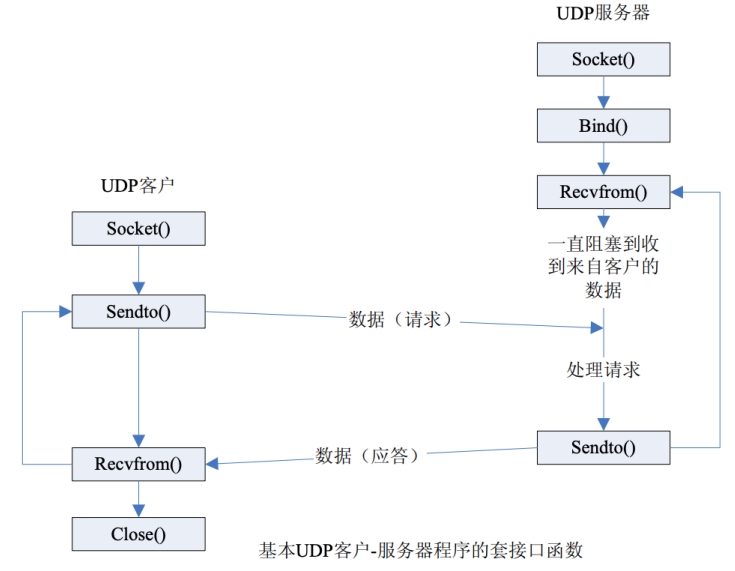 UDP服务器
Socket()
Bind()
Recvfrom()
一直阻塞到收
到来自客户的
数据
处理请求
Sendto()
UDP客户
Socket()
Sendto()
数据（请求）
数据（应答）
Recvfrom()
Close()
基本UDP客户-服务器程序的套接口函数